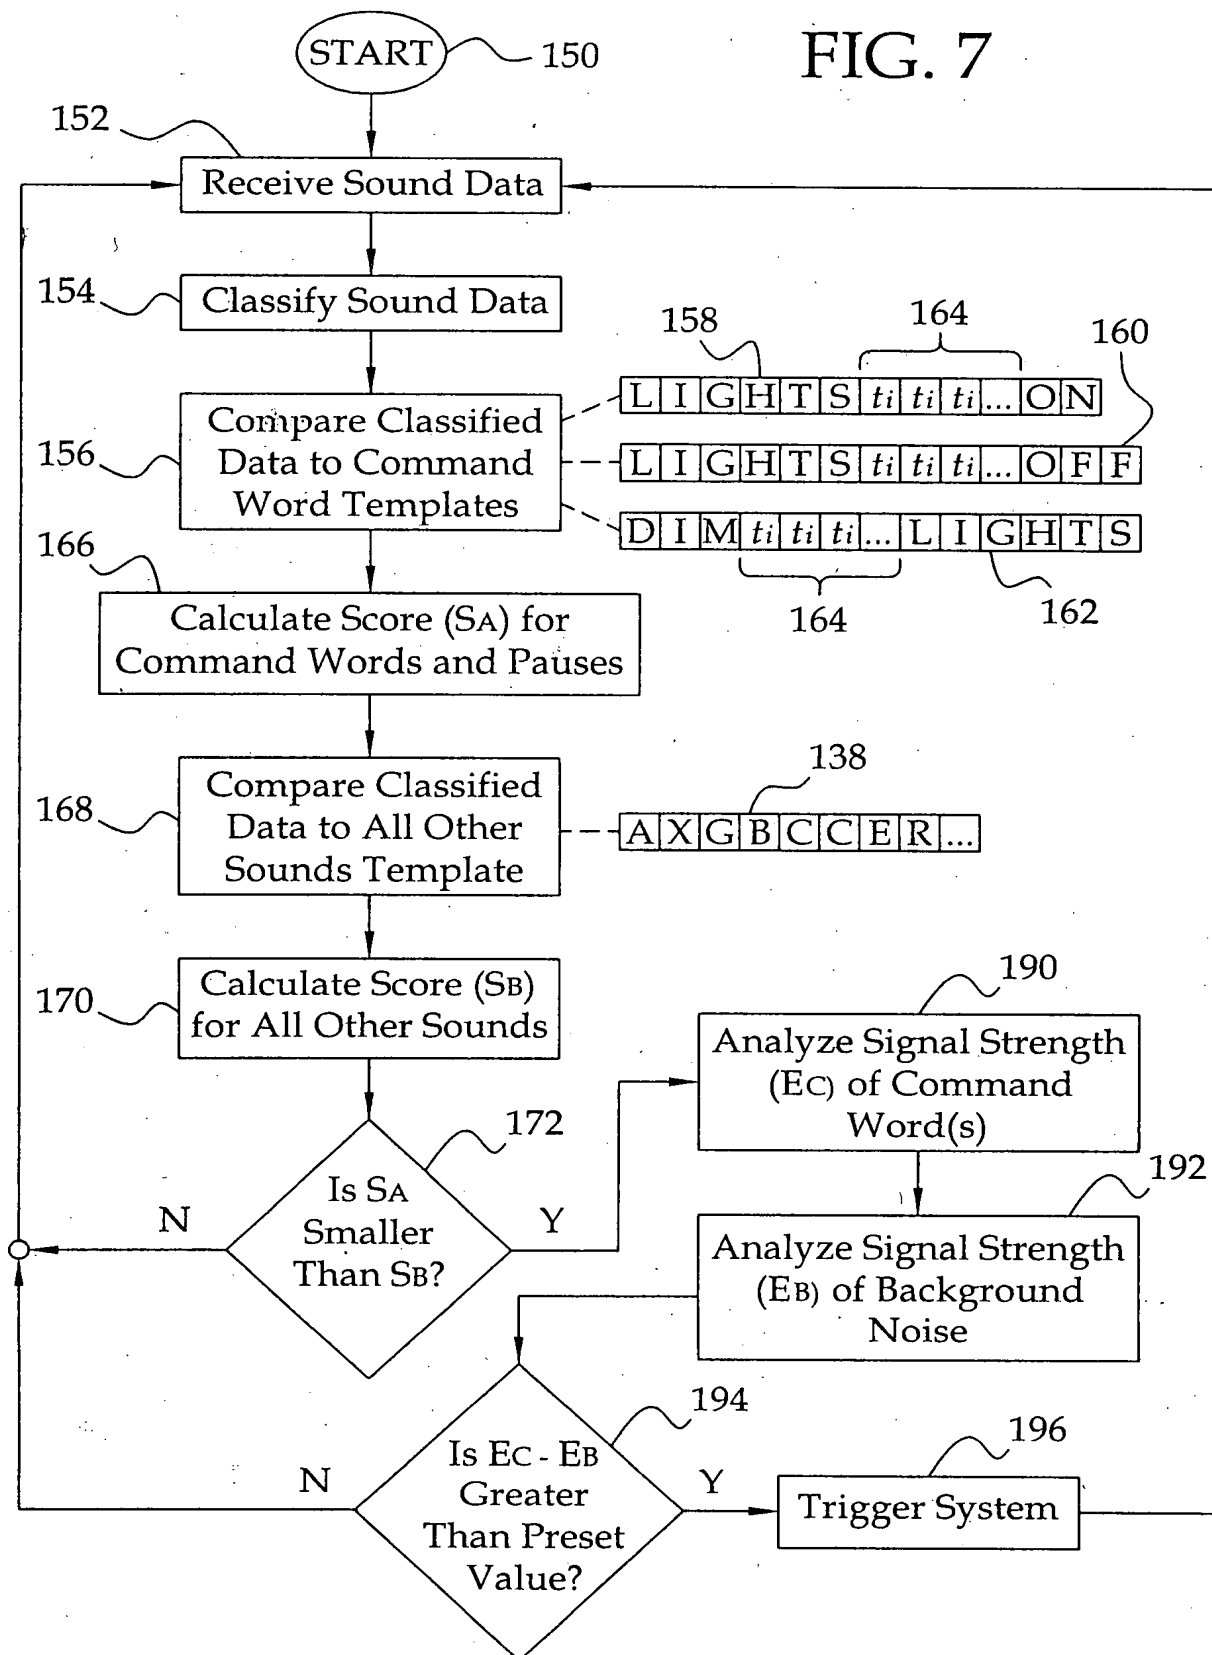 START
150
FIG. 7
152
Receive Sound Data
154
Classify Sound Data
156
Compare Classified
Data to Command
Word Templates
158
164
160
L I G H T S ti ti ti ... O N
L I G H T S ti ti ti ... O F F
D I M ti ti ti ... L I G H T S
164
162
166
Calculate Score (SA) for
Command Words and Pauses
168
Compare Classified
Data to All Other
Sounds Template
138
A X G B C C E R ...
170
Calculate Score (SB)
for All Other Sounds
172
Is SA
Smaller
Than SB?
N
Y
190
Analyze Signal Strength
(EC) of Command
Word(s)
192
Analyze Signal Strength
(EB) of Background
Noise
194
Is EC - EB
Greater
Than Preset
Value?
N
Y
196
Trigger System